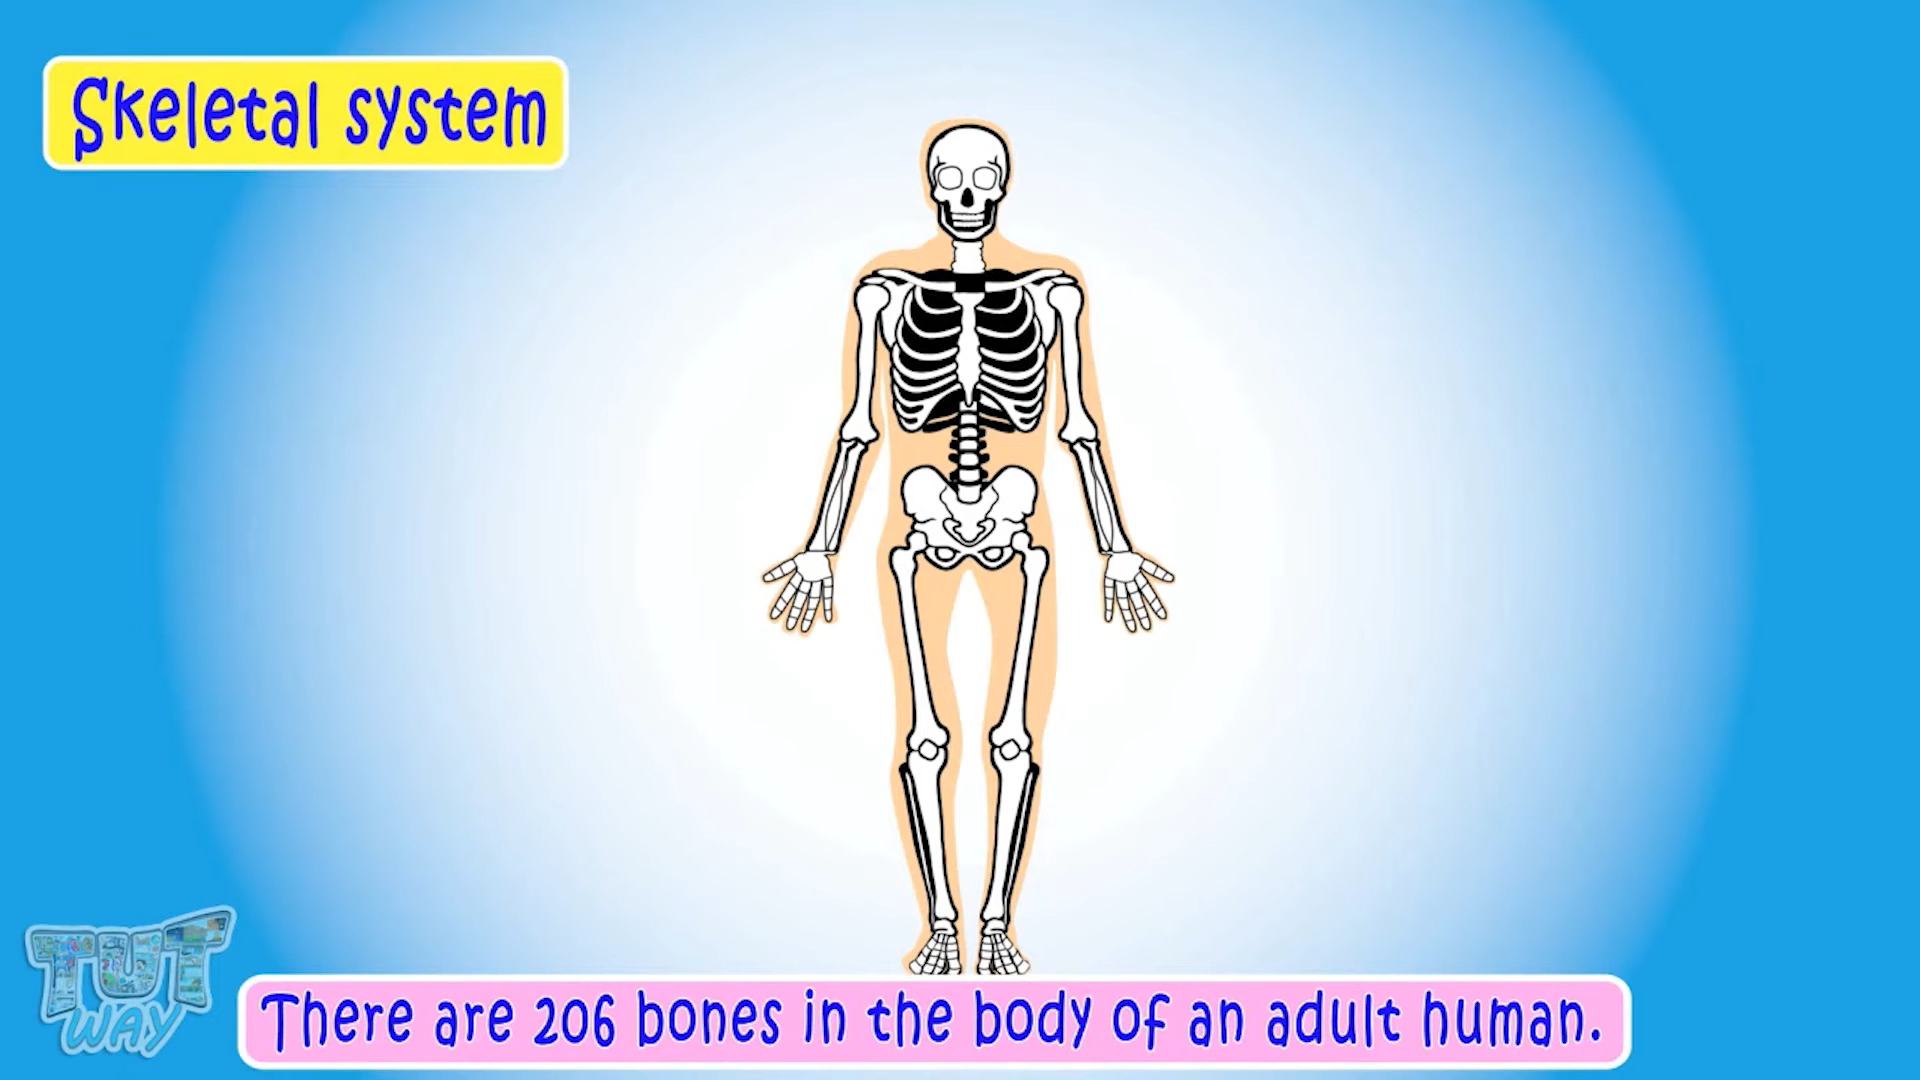 Skeletal system
There are 206 bones in the body of an adult human.
TUT
WAY